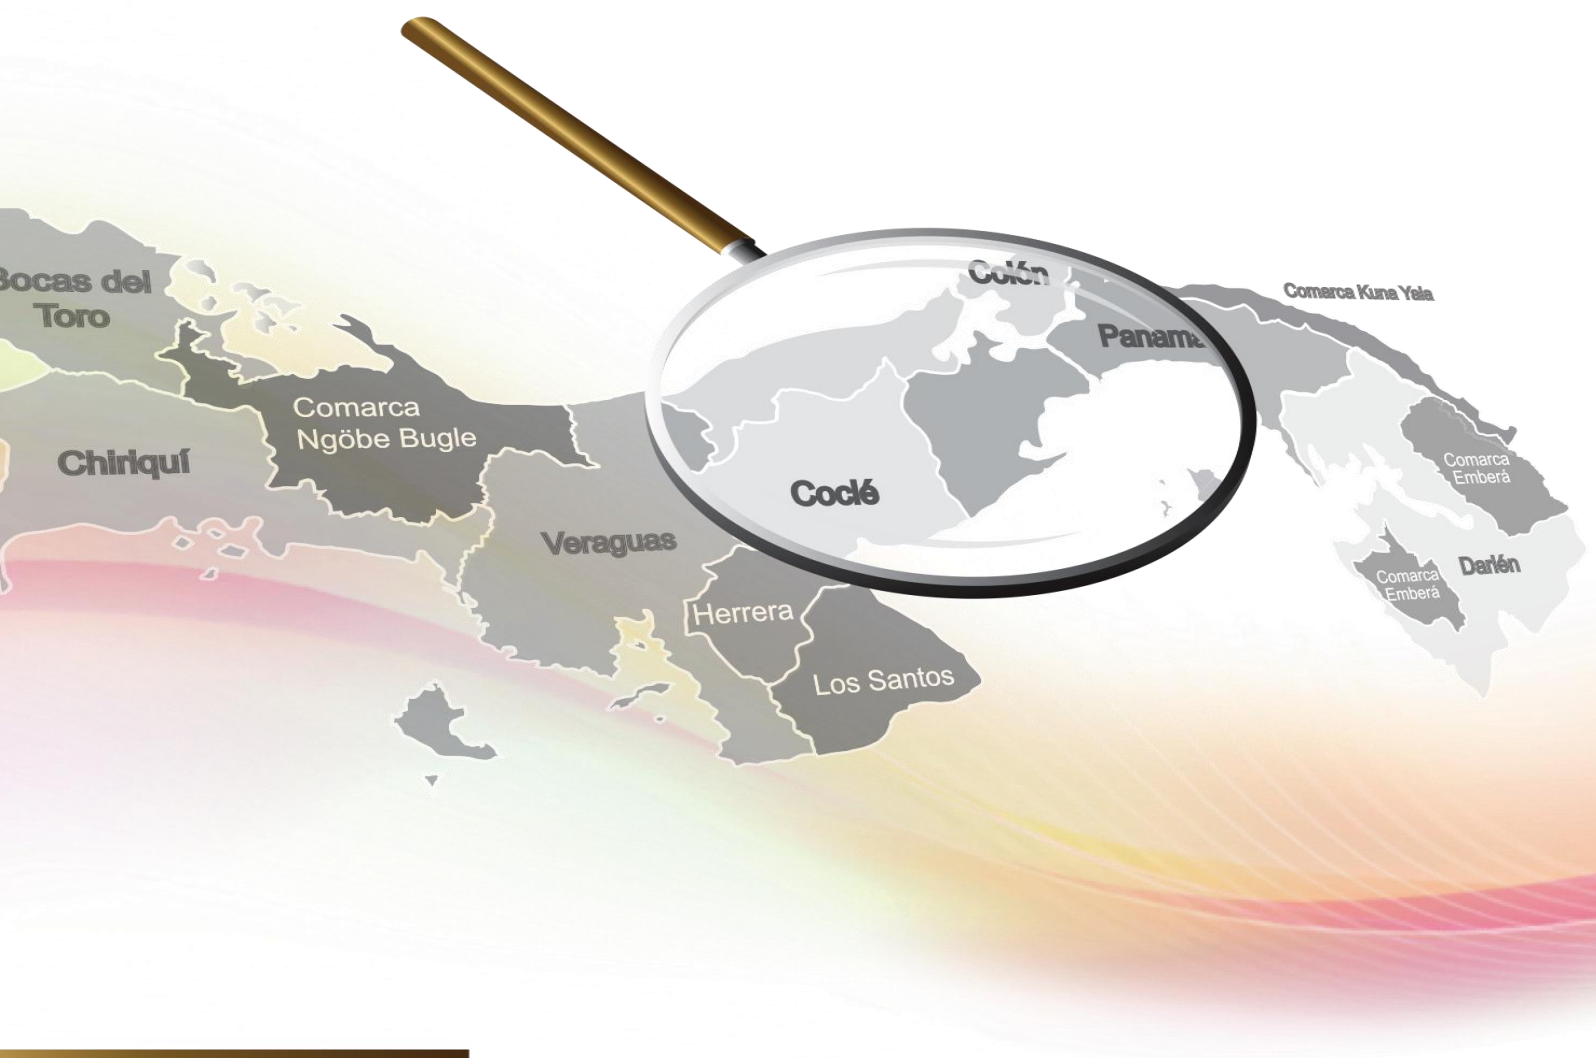 Bocas del
Toro
Chiriquí
Comarca
Ngöbe Bugle
Veraguas
Herrera
Los Santos
Coclé
Colón
Panamá
Comarca Kuna Yala
Comarca
Emberá
Comarca
Emberá
Darién